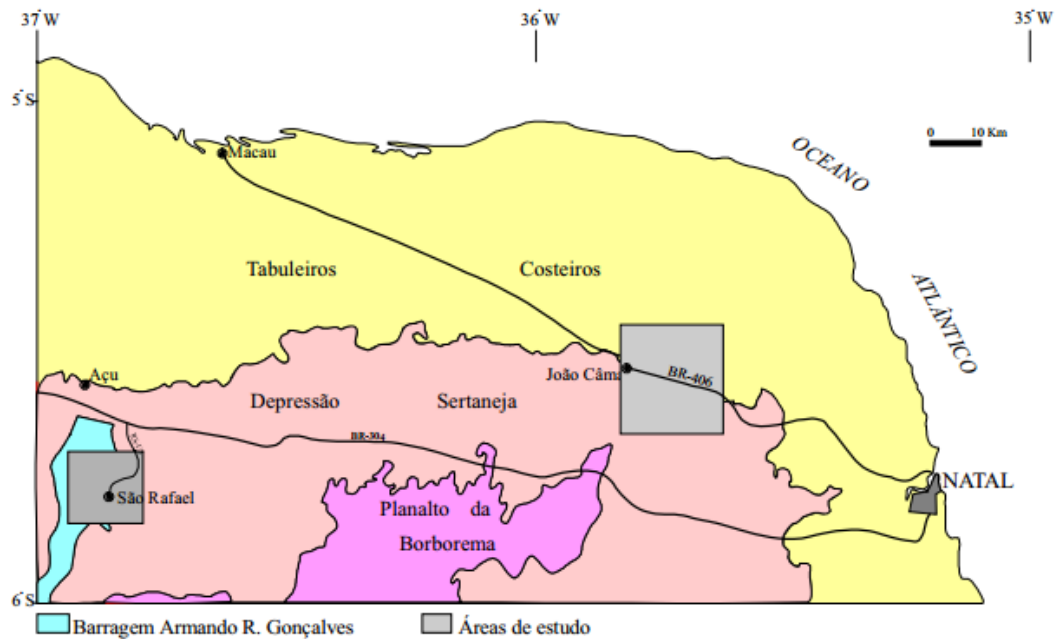 37 W
36 W
35 W
5 S
Macau
0 10 Km
OCEANO
ATLÂNTICO
Tabuleiros Costeiros
Açu
João Câma
BR-406
Depressão Sertaneja
BR-304
São Rafael
NATAL
Planalto da
Borborema
6 S
Barragem Armando R. Gonçalves
Áreas de estudo